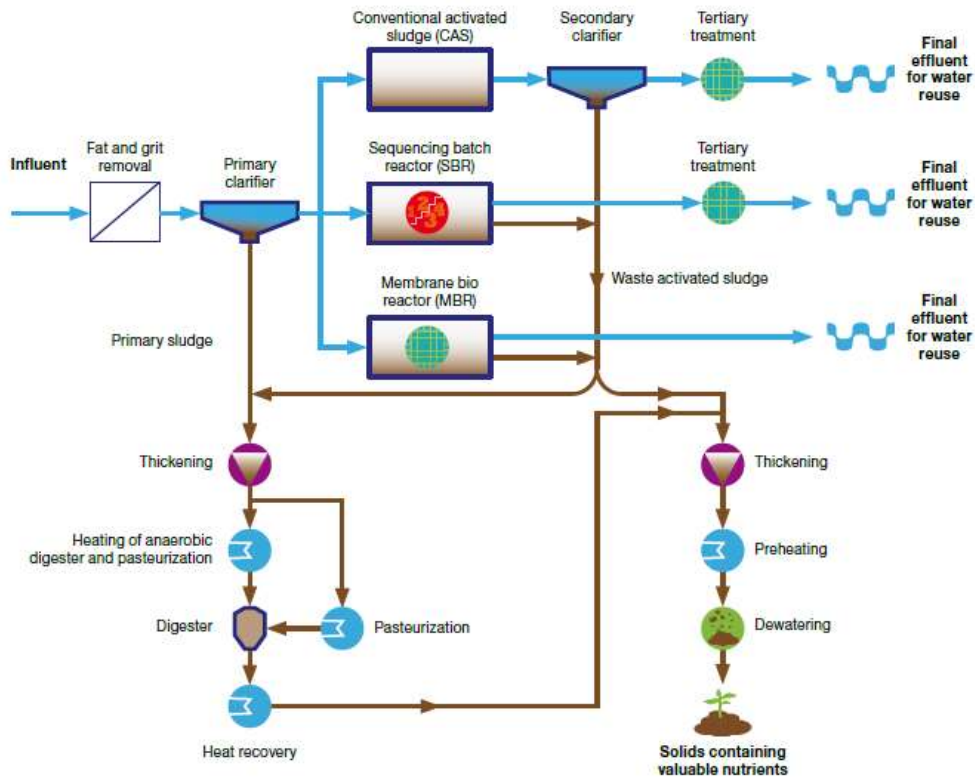 Conventional activated
sludge (CAS)
Secondary
clarifier
Tertiary
treatment
Final
effluent
for water
reuse
Influent
Fat and grit
removal
Primary
clarifier
Sequencing batch
reactor (SBR)
Tertiary
treatment
Final
effluent
for water
reuse
Membrane bio
reactor (MBR)
Waste activated sludge
Final
effluent
for water
reuse
Primary sludge
Thickening
Thickening
Heating of anaerobic
digester and pasteurization
Preheating
Digester
Pasteurization
Dewatering
Heat recovery
Solids containing
valuable nutrients